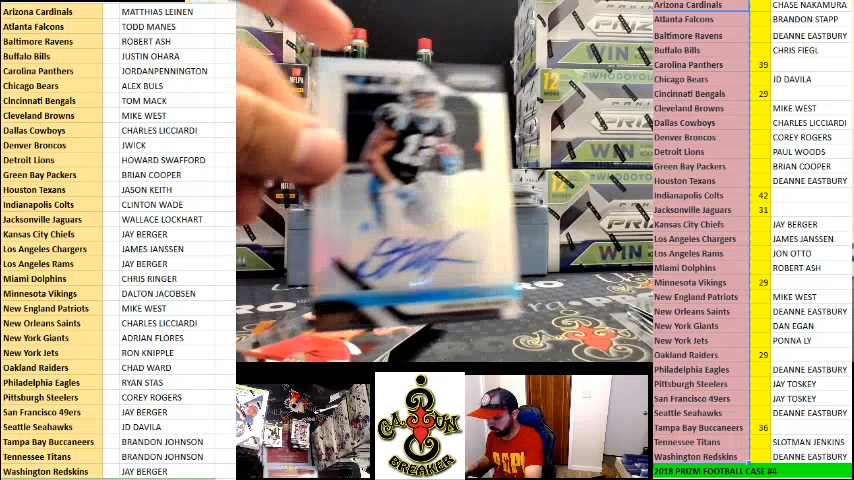 Arizona Cardinals MATTHIAS LEINEN
Atlanta Falcons TODD MANES
Baltimore Ravens ROBERT ASH
Buffalo Bills JUSTIN OHARA
Carolina Panthers JORDANPENNINGTON
Chicago Bears ALEX BULS
Cincinnati Bengals TOM MACK
Cleveland Browns MIKE WEST
Dallas Cowboys CHARLES LICCIARDI
Denver Broncos JWICK
Detroit Lions HOWARD SWAFFORD
Green Bay Packers BRIAN COOPER
Houston Texans JASON KEITH
Indianapolis Colts CLINTON WADE
Jacksonville Jaguars WALLACE LOCKHART
Kansas City Chiefs JAY BERGER
Los Angeles Chargers JAMES JANSSEN
Los Angeles Rams JAY BERGER
Miami Dolphins CHRIS RINGER
Minnesota Vikings DALTON JACOBSEN
New England Patriots MIKE WEST
New Orleans Saints CHARLES LICCIARDI
New York Giants ADRIAN FLORES
New York Jets RON KNIPPLE
Oakland Raiders CHAD WARD
Philadelphia Eagles RYAN STAS
Pittsburgh Steelers COREY ROGERS
San Francisco 49ers JAY BERGER
Seattle Seahawks JD DAVILA
Tampa Bay Buccaneers BRANDON JOHNSON
Tennessee Titans BRANDON JOHNSON
Washington Redskins JAY BERGER
WIN
#WHODOYOU
PRIZM
12
WIN
PRIZM
WIN
12
CAJUN
BREAKER
Arizona Cardinals CHASE NAKAMURA
Atlanta Falcons BRANDON STAPP
Baltimore Ravens DEANNE EASTBURY
Buffalo Bills CHRIS FIEGL
Carolina Panthers 39
Chicago Bears JD DAVILA
Cincinnati Bengals 29
Cleveland Browns MIKE WEST
Dallas Cowboys CHARLES LICCIARDI
Denver Broncos COREY ROGERS
Detroit Lions PAUL WOODS
Green Bay Packers BRIAN COOPER
Houston Texans DEANNE EASTBURY
Indianapolis Colts 42
Jacksonville Jaguars 31
Kansas City Chiefs JAY BERGER
Los Angeles Chargers JAMES JANSSEN
Los Angeles Rams JON OTTO
Miami Dolphins ROBERT ASH
Minnesota Vikings 29
New England Patriots MIKE WEST
New Orleans Saints DEANNE EASTBURY
New York Giants DAN EGAN
New York Jets PONNA LY
Oakland Raiders 29
Philadelphia Eagles DEANNE EASTBURY
Pittsburgh Steelers JAY TOSKEY
San Francisco 49ers JAY TOSKEY
Seattle Seahawks DEANNE EASTBURY
Tampa Bay Buccaneers 36
Tennessee Titans SLOTMAN JENKINS
Washington Redskins DEANNE EASTBURY
2018 PRIZM FOOTBALL CASE #4